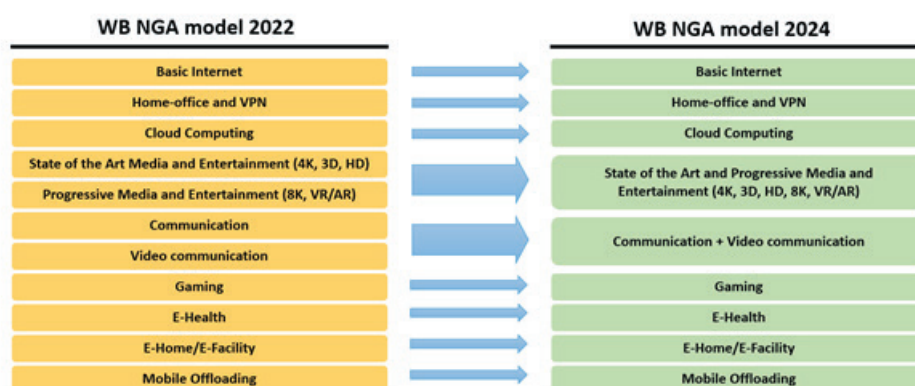 WB NGA model 2022
Basic Internet
Home-office and VPN
Cloud Computing
State of the Art Media and Entertainment (4K, 3D, HD)
Progressive Media and Entertainment (8K, VR/AR)
Communication
Video communication
Gaming
E-Health
E-Home/E-Facility
Mobile Offloading
WB NGA model 2024
Basic Internet
Home-office and VPN
Cloud Computing
State of the Art and Progressive Media and
Entertainment (4K, 3D, HD, 8K, VR/AR)
Communication + Video communication
Gaming
E-Health
E-Home/E-Facility
Mobile Offloading